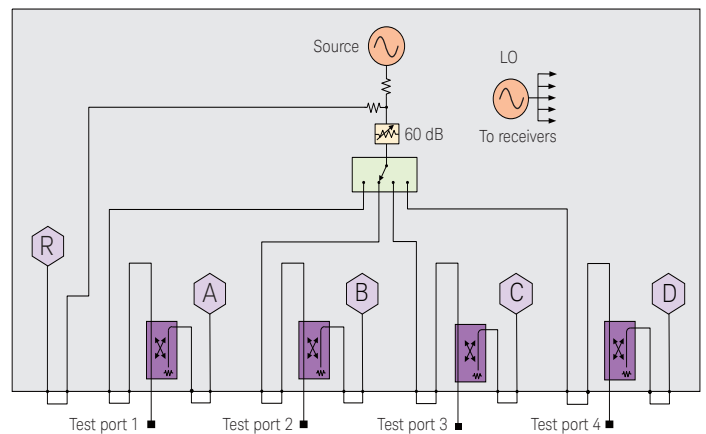 Source
LO
60 dB
To receivers
R
A
B
C
D
Test port 1
Test port 2
Test port 3
Test port 4